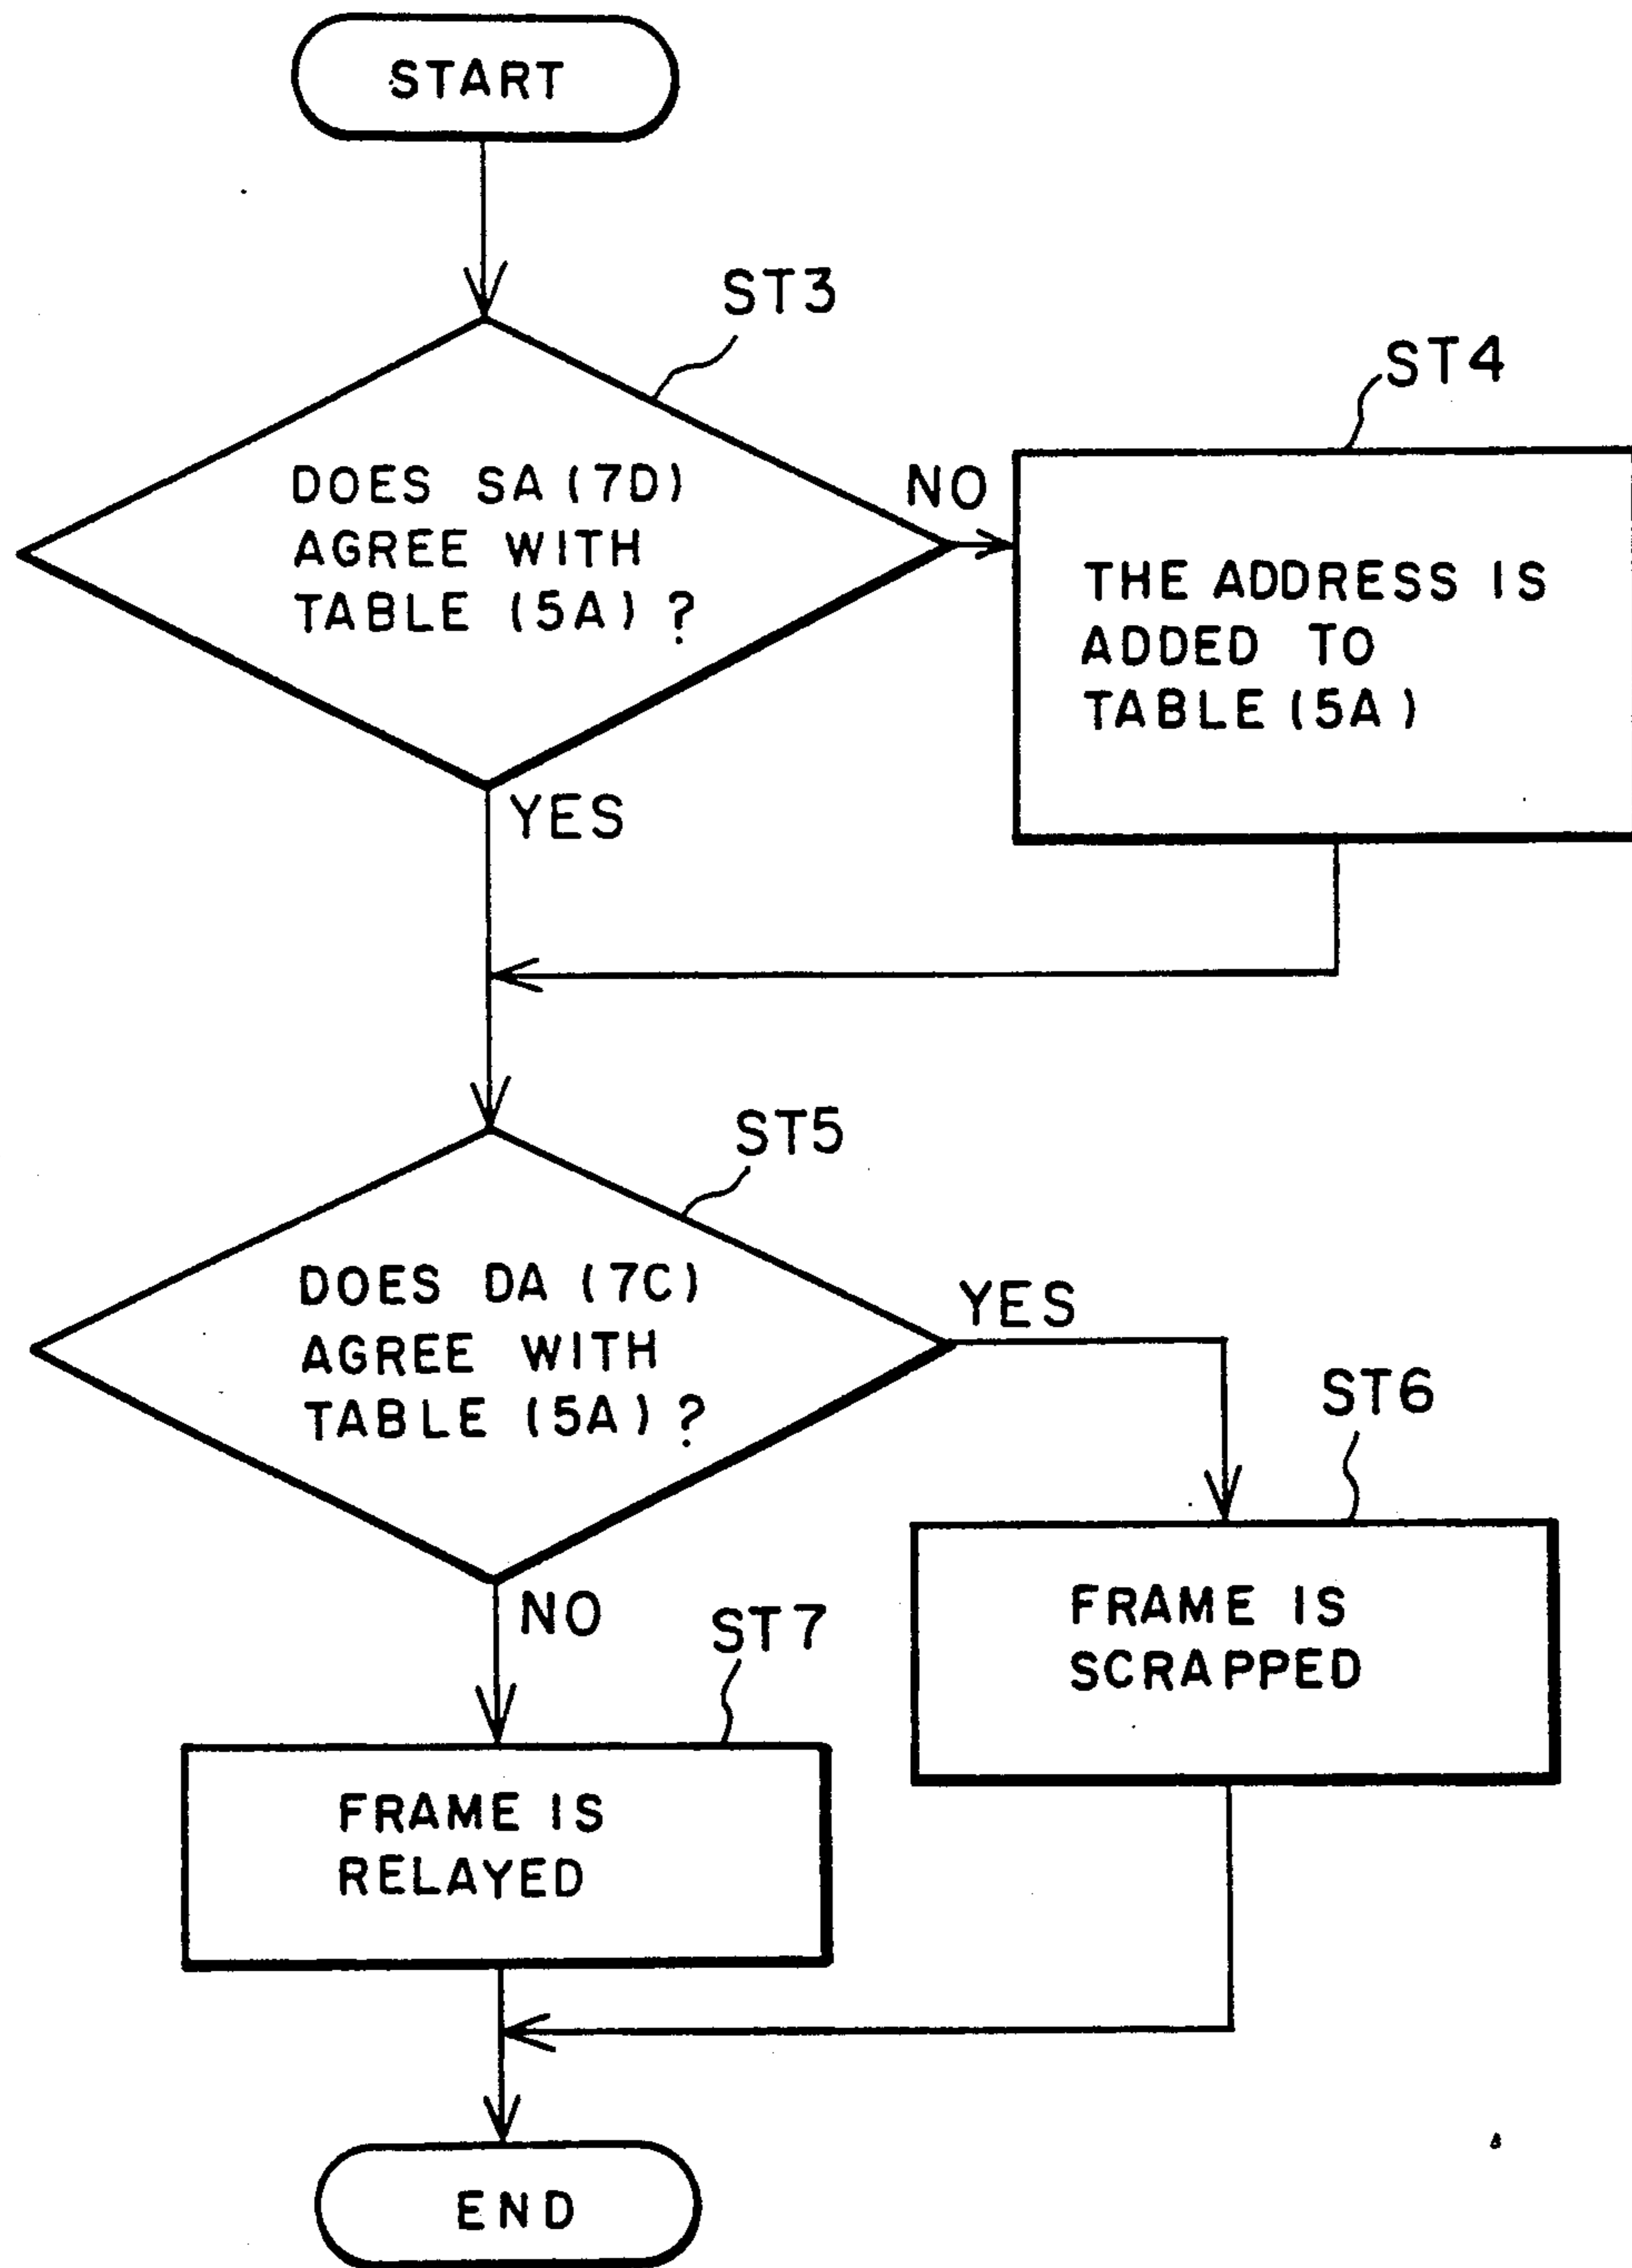 START
ST3
DOES SA (7D)
AGREE WITH
TABLE (5A) ?
NO
ST4
THE ADDRESS IS
ADDED TO
TABLE (5A)
YES
ST5
DOES DA (7C)
AGREE WITH
TABLE (5A) ?
YES
ST6
FRAME IS
SCRAPPED
NO
ST7
FRAME IS
RELAYED
END